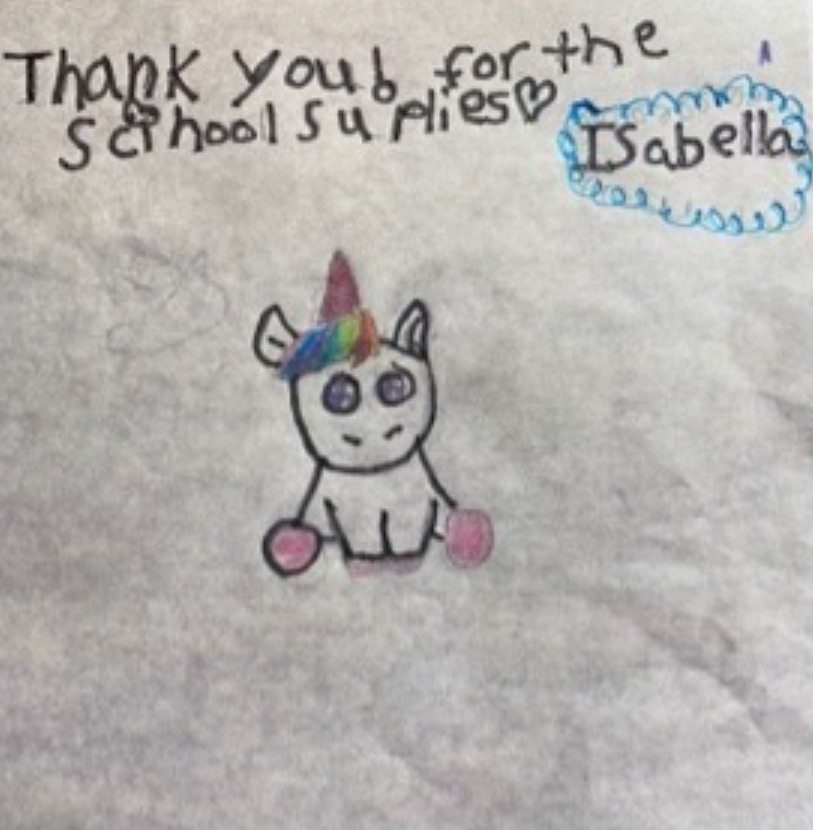 Thank you b for the
school suplies♡
Isabella